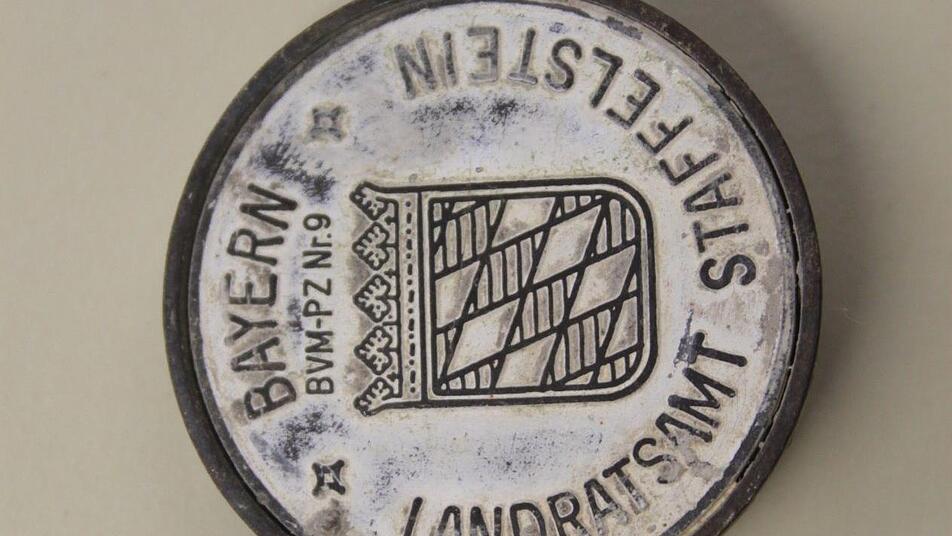 BAYERN
BVM-PZ Nr.9
LANDRATSAMT STAFFELSTEIN